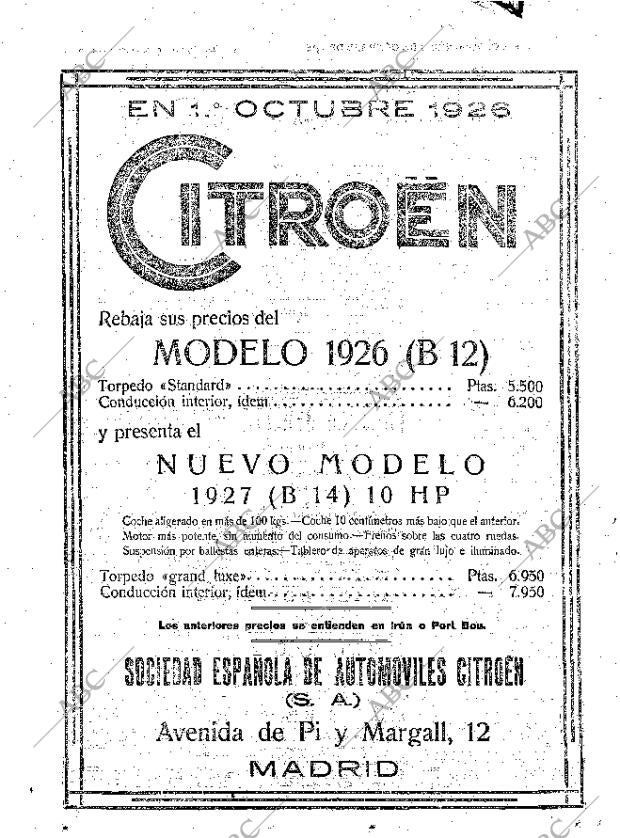 EN 1.º OCTUBRE 1926
CITROËN
Rebaja sus precios del
MODELO 1926 (B 12)
Torpedo «Standard» . . . . . . . . . . . . . . . . . . . . . . Ptas. 5.500
Conducción interior, ídem . . . . . . . . . . . . . . . . . . — 6.200
y presenta el
NUEVO MODELO
1927 (B 14) 10 HP
Coche aligerado en más de 100 kgs.—Coche 10 centímetros más bajo que el anterior.
Motor más potente, sin aumento del consumo.—Frenos sobre las cuatro ruedas.
Suspensión por ballestas enteras.—Tablero de aparatos de gran lujo e iluminado.
Torpedo «grand luxe». . . . . . . . . . . . . . . . . . . . . Ptas. 6.950
Conducción interior, ídem. . . . . . . . . . . . . . . . . . — 7.950
Los anteriores precios se entienden en Irún o Port Bou.
SOCIEDAD ESPAÑOLA DE AUTOMOVILES CITROËN
(S. A.)
Avenida de Pi y Margall, 12
MADRID